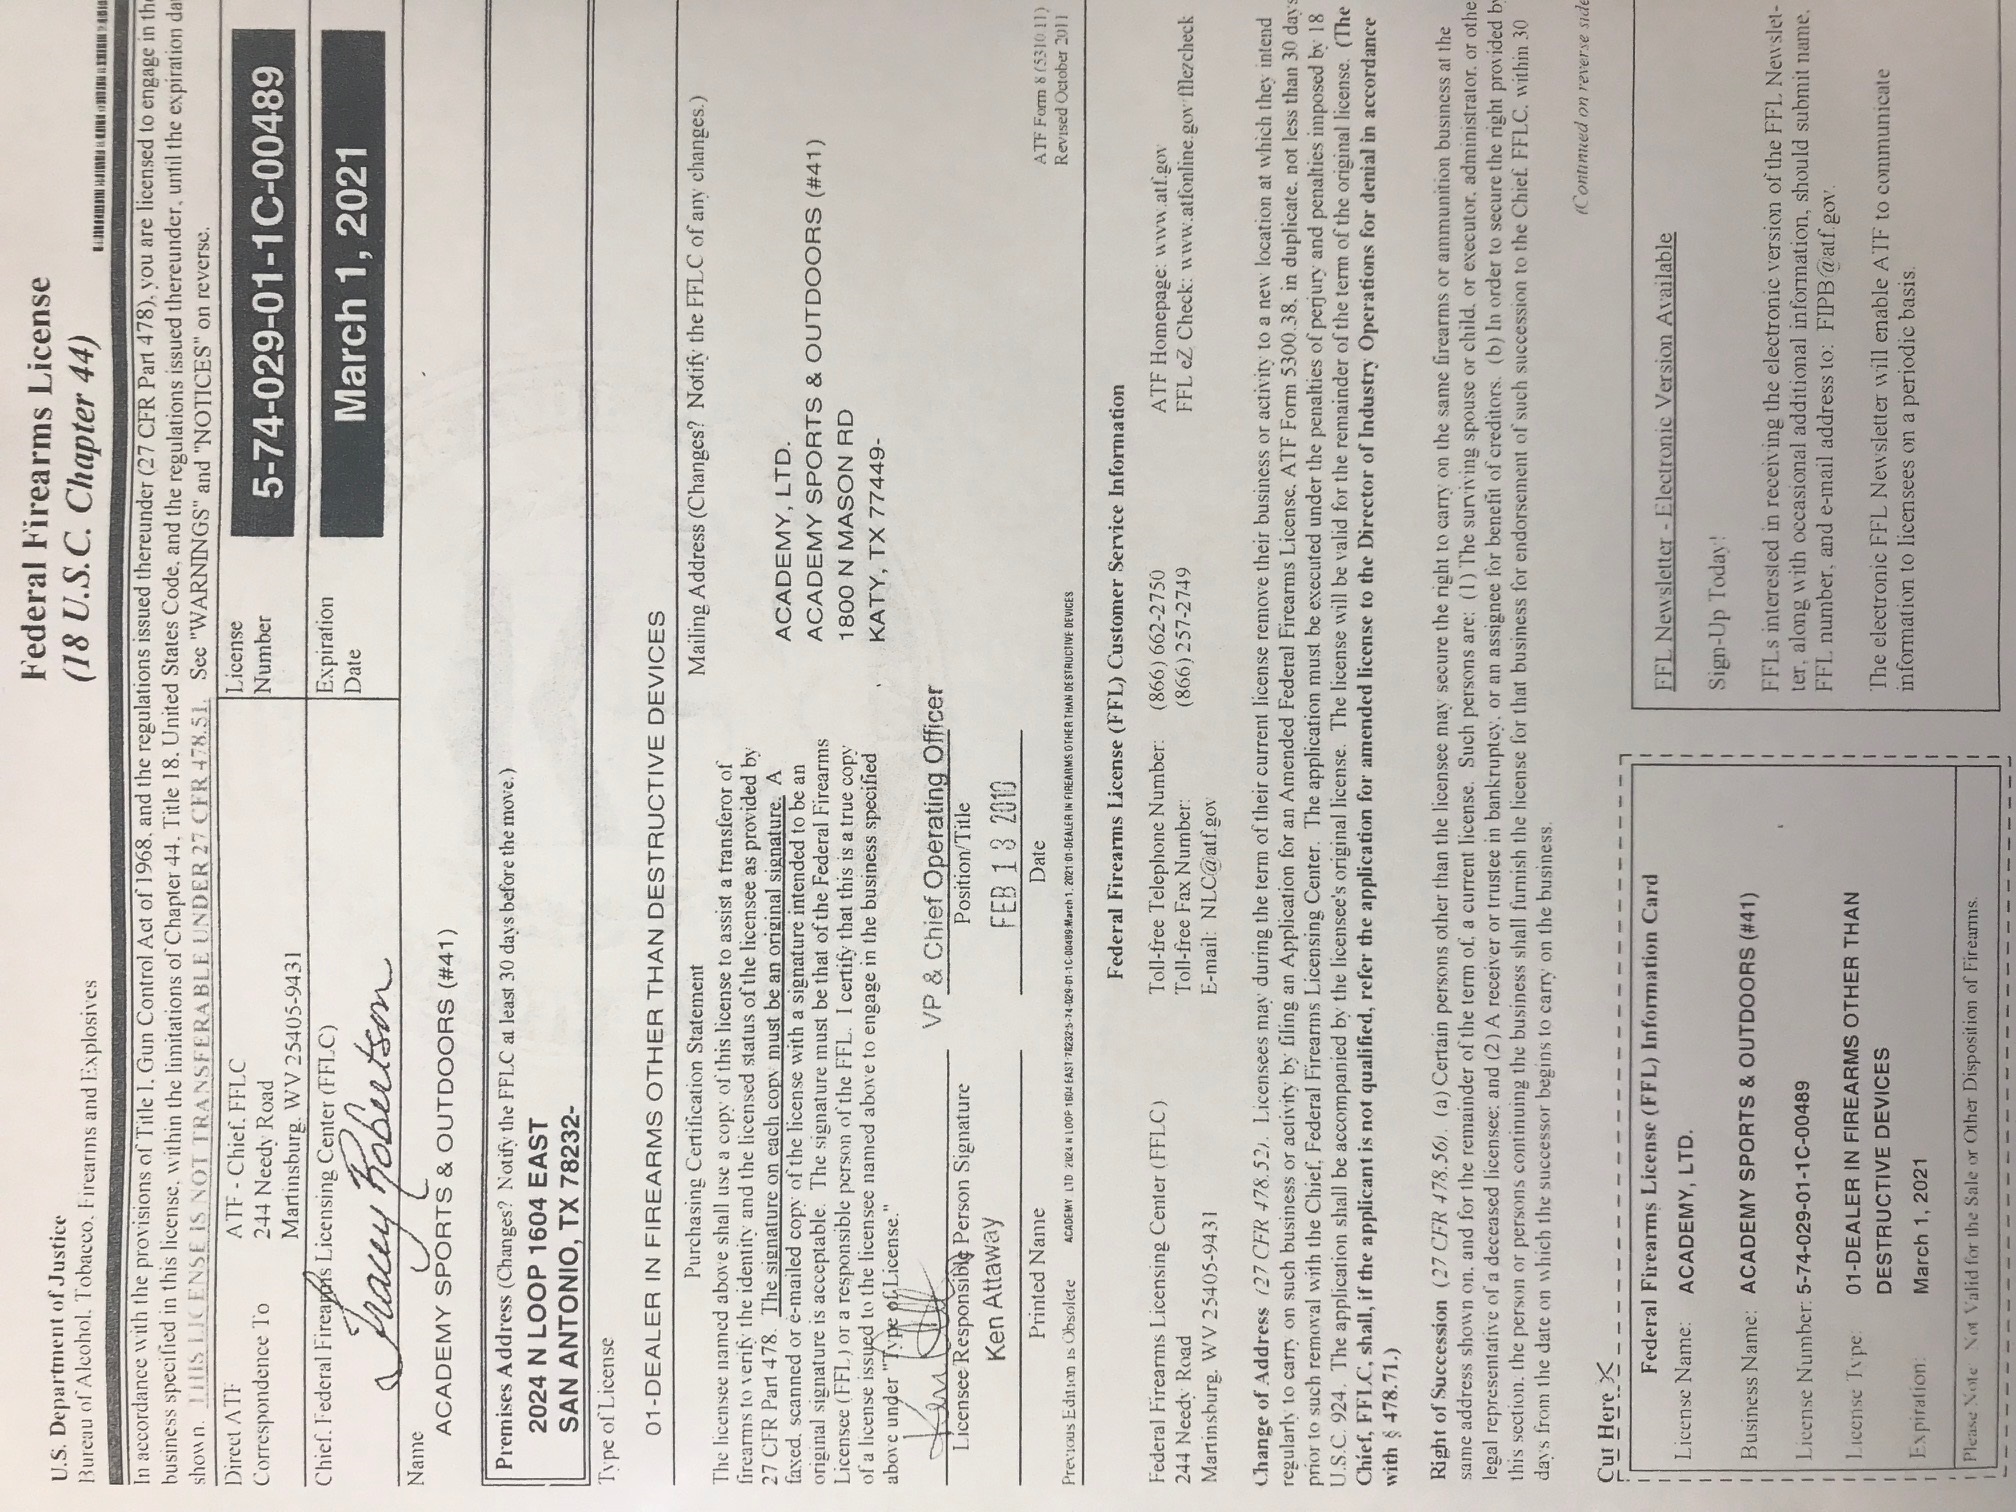 U.S. Department of Justice
Bureau of Alcohol, Tobacco, Firearms and Explosives
Federal Firearms License
(18 U.S.C. Chapter 44)
In accordance with the provisions of Title I, Gun Control Act of 1968, and the regulations issued thereunder (27 CFR Part 478), you are licensed to engage in the
business specified in this license, within the limitations of Chapter 44, Title 18, United States Code, and the regulations issued thereunder, until the expiration da
shown. THIS LICENSE IS NOT TRANSFERABLE UNDER 27 CFR 478.51. See "WARNINGS" and "NOTICES" on reverse.
Direct ATF
Correspondence To
ATF - Chief, FFLC
244 Needy Road
Martinsburg, WV 25405-9431
License
Number
5-74-029-01-1C-00489
Chief, Federal Firearms Licensing Center (FFLC)
Tracey Robertson
Expiration
Date
March 1, 2021
Name
ACADEMY SPORTS & OUTDOORS (#41)
Premises Address (Changes? Notify the FFLC at least 30 days before the move.)
2024 N LOOP 1604 EAST
SAN ANTONIO, TX 78232-
Type of License
01-DEALER IN FIREARMS OTHER THAN DESTRUCTIVE DEVICES
Purchasing Certification Statement
The licensee named above shall use a copy of this license to assist a transferor of
firearms to verify the identity and the licensed status of the licensee as provided by
27 CFR Part 478. The signature on each copy must be an original signature. A
faxed, scanned or e-mailed copy of the license with a signature intended to be an
original signature is acceptable. The signature must be that of the Federal Firearms
Licensee (FFL) or a responsible person of the FFL. I certify that this is a true copy
of a license issued to the licensee named above to engage in the business specified
above under "Type of License."
Mailing Address (Changes? Notify the FFLC of any changes.)
ACADEMY, LTD.
ACADEMY SPORTS & OUTDOORS (#41)
1800 N MASON RD
KATY, TX 77449-
Ken
VP & Chief Operating Officer
Licensee Responsible Person Signature
Position/Title
Ken Attaway
FEB 13
Printed Name
Date
ATF Form 8 (5310.11)
Revised October 2011
Previous Edition is Obsolete
ACADEMY LTD 2024 N LOOP 1604 EAST:78232:5-74-029-01-1C-00489:March 1, 2021:01-DEALER IN FIREARMS OTHER THAN DESTRUCTIVE DEVICES
Federal Firearms License (FFL) Customer Service Information
Federal Firearms Licensing Center (FFLC)
244 Needy Road
Martinsburg, WV 25405-9431
Toll-free Telephone Number: (866) 662-2750
Toll-free Fax Number: (866) 257-2749
E-mail: NLC@atf.gov
ATF Homepage: www.atf.gov
FFL eZ Check: www.atfonline.gov/fflezcheck
Change of Address (27 CFR 478.52). Licensees may during the term of their current license remove their business or activity to a new location at which they intend
regularly to carry on such business or activity by filing an Application for an Amended Federal Firearms License, ATF Form 5300.38, in duplicate, not less than 30 days
prior to such removal with the Chief, Federal Firearms Licensing Center. The application must be executed under the penalties of perjury and penalties imposed by 18
U.S.C. 924. The application shall be accompanied by the licensee's original license. The license will be valid for the remainder of the term of the original license. (The
Chief, FFLC, shall, if the applicant is not qualified, refer the application for amended license to the Director of Industry Operations for denial in accordance
with § 478.71.)
Right of Succession (27 CFR 478.56). (a) Certain persons other than the licensee may secure the right to carry on the same firearms or ammunition business at the
same address shown on, and for the remainder of the term of, a current license. Such persons are: (1) The surviving spouse or child, or executor, administrator, or othe
legal representative of a deceased licensee; and (2) A receiver or trustee in bankruptcy, or an assignee for benefit of creditors. (b) In order to secure the right provided by
this section, the person or persons continuing the business shall furnish the license for that business for endorsement of such succession to the Chief, FFLC, within 30
days from the date on which the successor begins to carry on the business.
(Continued on reverse side
Cut Here
Federal Firearms License (FFL) Information Card
License Name: ACADEMY, LTD.
Business Name: ACADEMY SPORTS & OUTDOORS (#41)
License Number: 5-74-029-01-1C-00489
License Type: 01-DEALER IN FIREARMS OTHER THAN
DESTRUCTIVE DEVICES
Expiration: March 1, 2021
Please Note: Not Valid for the Sale or Other Disposition of Firearms.
FFL Newsletter - Electronic Version Available
Sign-Up Today!
FFLs interested in receiving the electronic version of the FFL Newslet-
ter, along with occasional additional information, should submit name,
FFL number, and e-mail address to: FIPB@atf.gov.
The electronic FFL Newsletter will enable ATF to communicate
information to licensees on a periodic basis.